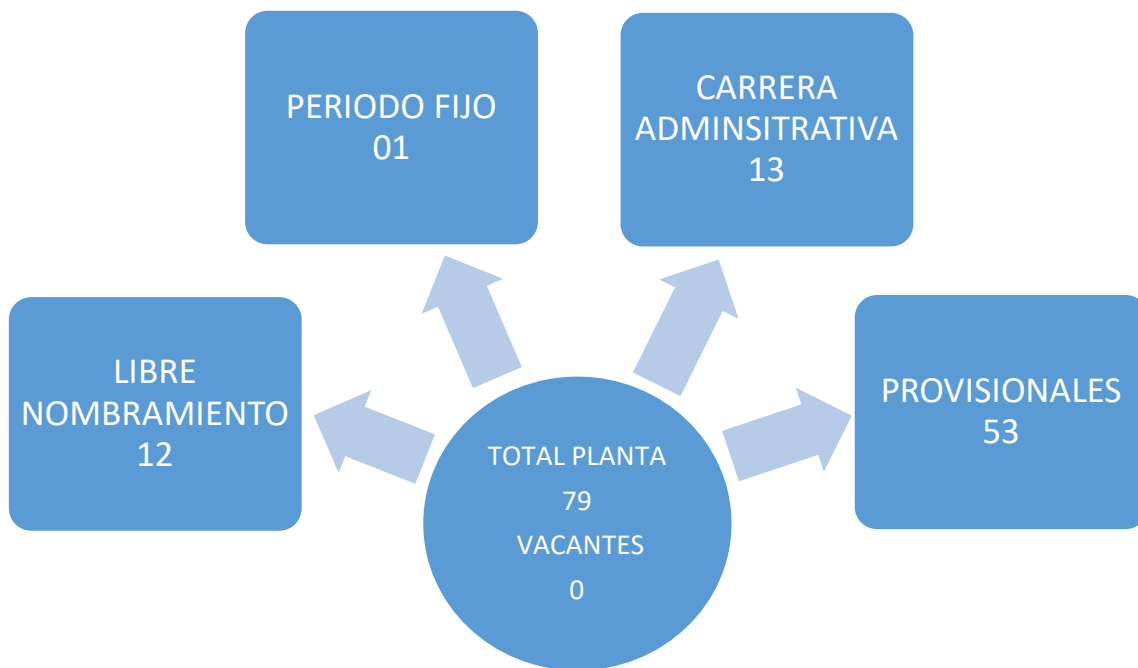 PERIODO FIJO
01
CARRERA
ADMINSITRATIVA
13
LIBRE
NOMBRAMIENTO
12
PROVISIONALES
53
TOTAL PLANTA
79
VACANTES
0